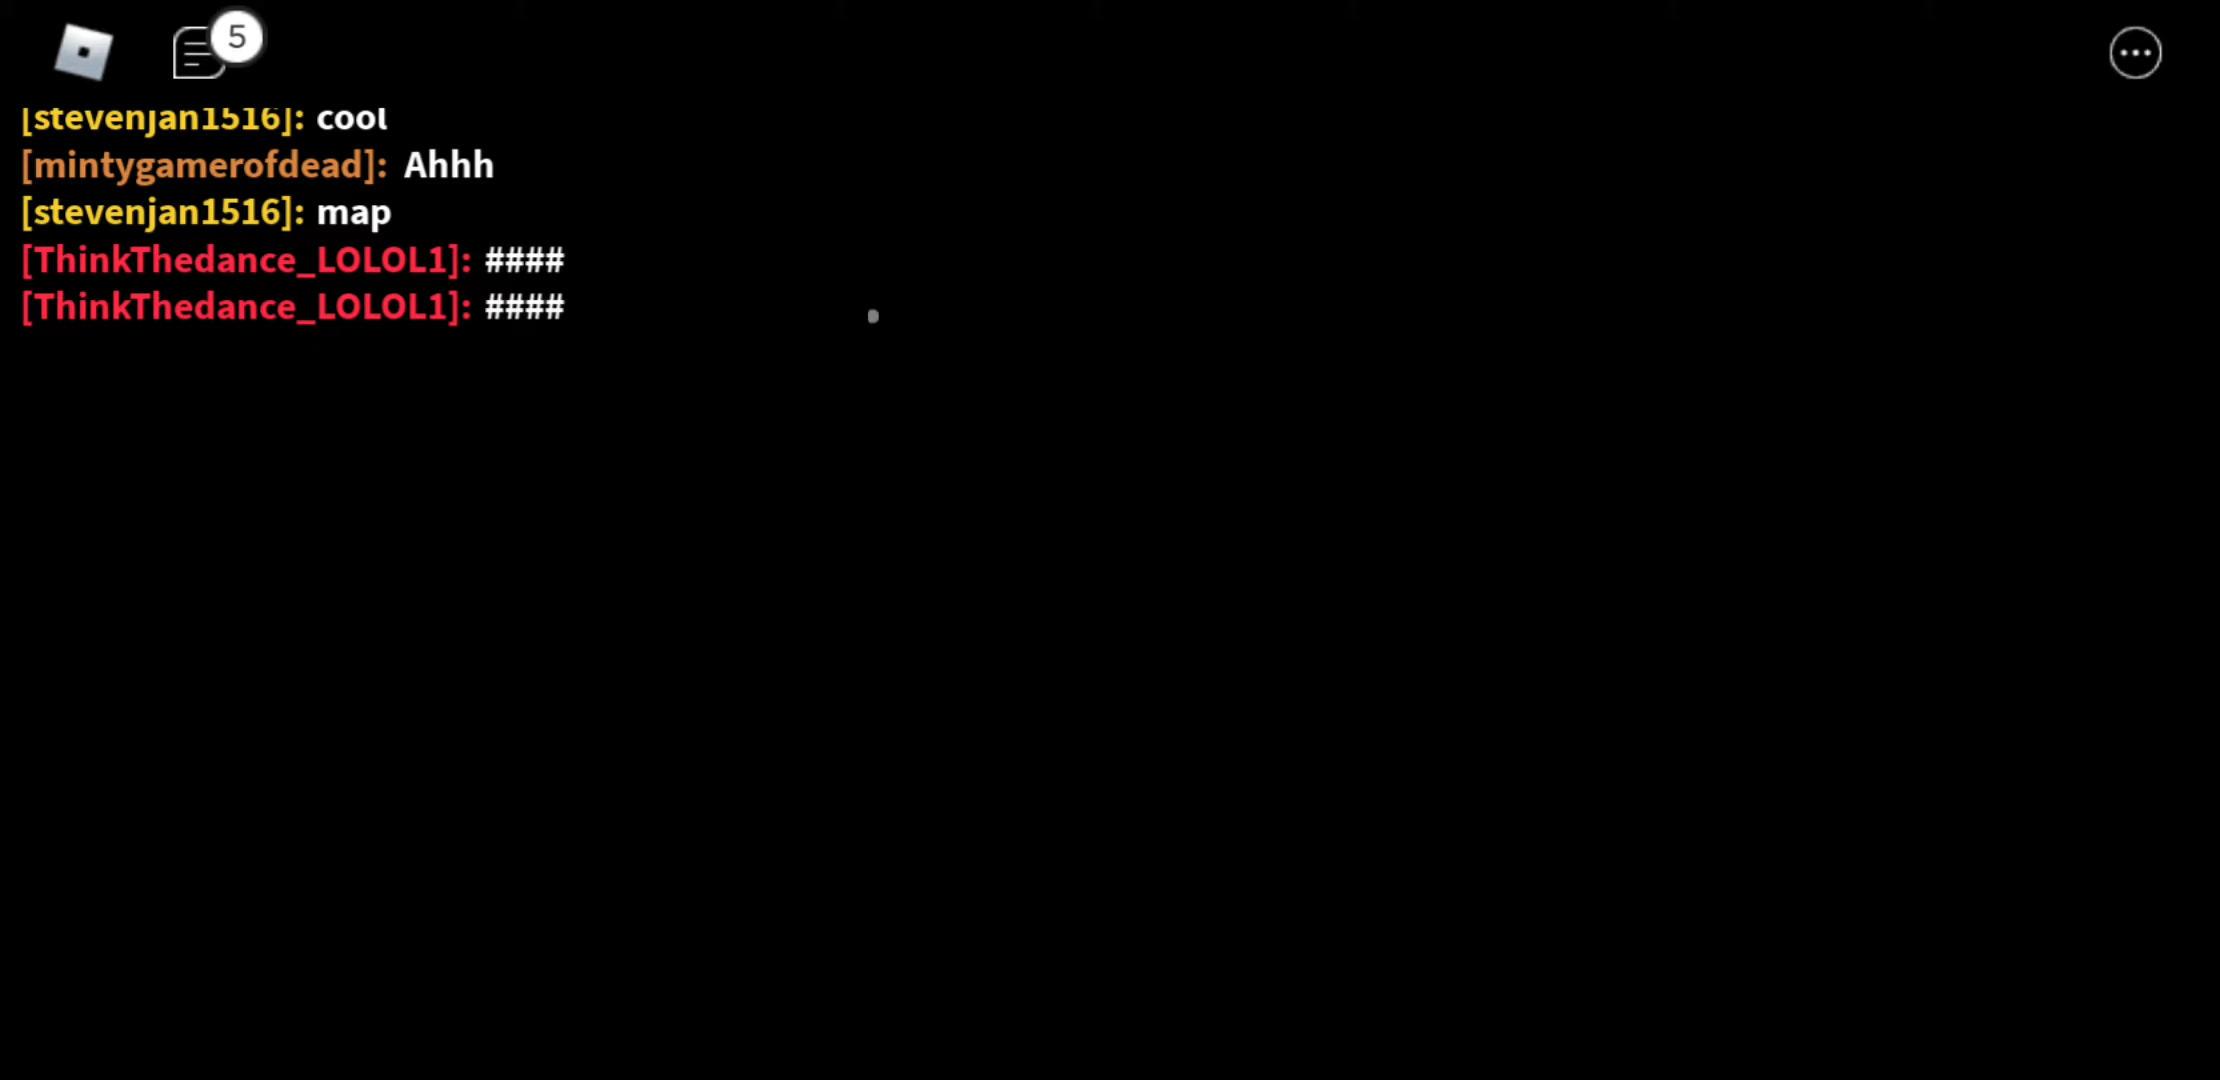 5
[stevenjan1516]: cool
[mintygamerofdead]: Ahhh
[stevenjan1516]: map
[ThinkThedance_LOLOL1]: ####
[ThinkThedance_LOLOL1]: ####